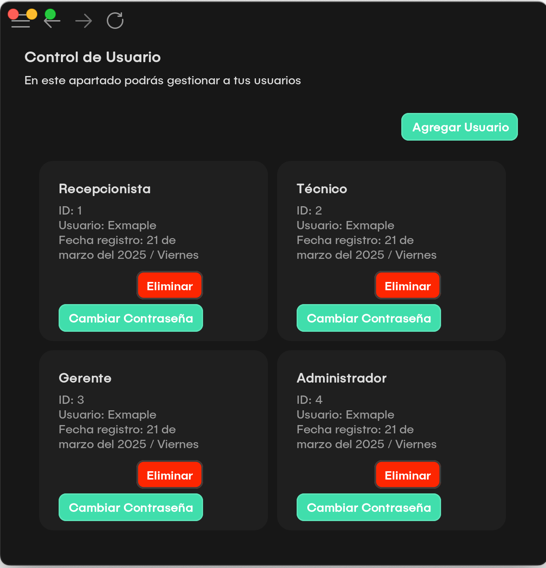 Control de Usuario
En este apartado podrás gestionar a tus usuarios
Agregar Usuario
Recepcionista
ID: 1
Usuario: Exmaple
Fecha registro: 21 de
marzo del 2025 / Viernes
Eliminar
Cambiar Contraseña
Técnico
ID: 2
Usuario: Exmaple
Fecha registro: 21 de
marzo del 2025 / Viernes
Eliminar
Cambiar Contraseña
Gerente
ID: 3
Usuario: Exmaple
Fecha registro: 21 de
marzo del 2025 / Viernes
Eliminar
Cambiar Contraseña
Administrador
ID: 4
Usuario: Exmaple
Fecha registro: 21 de
marzo del 2025 / Viernes
Eliminar
Cambiar Contraseña